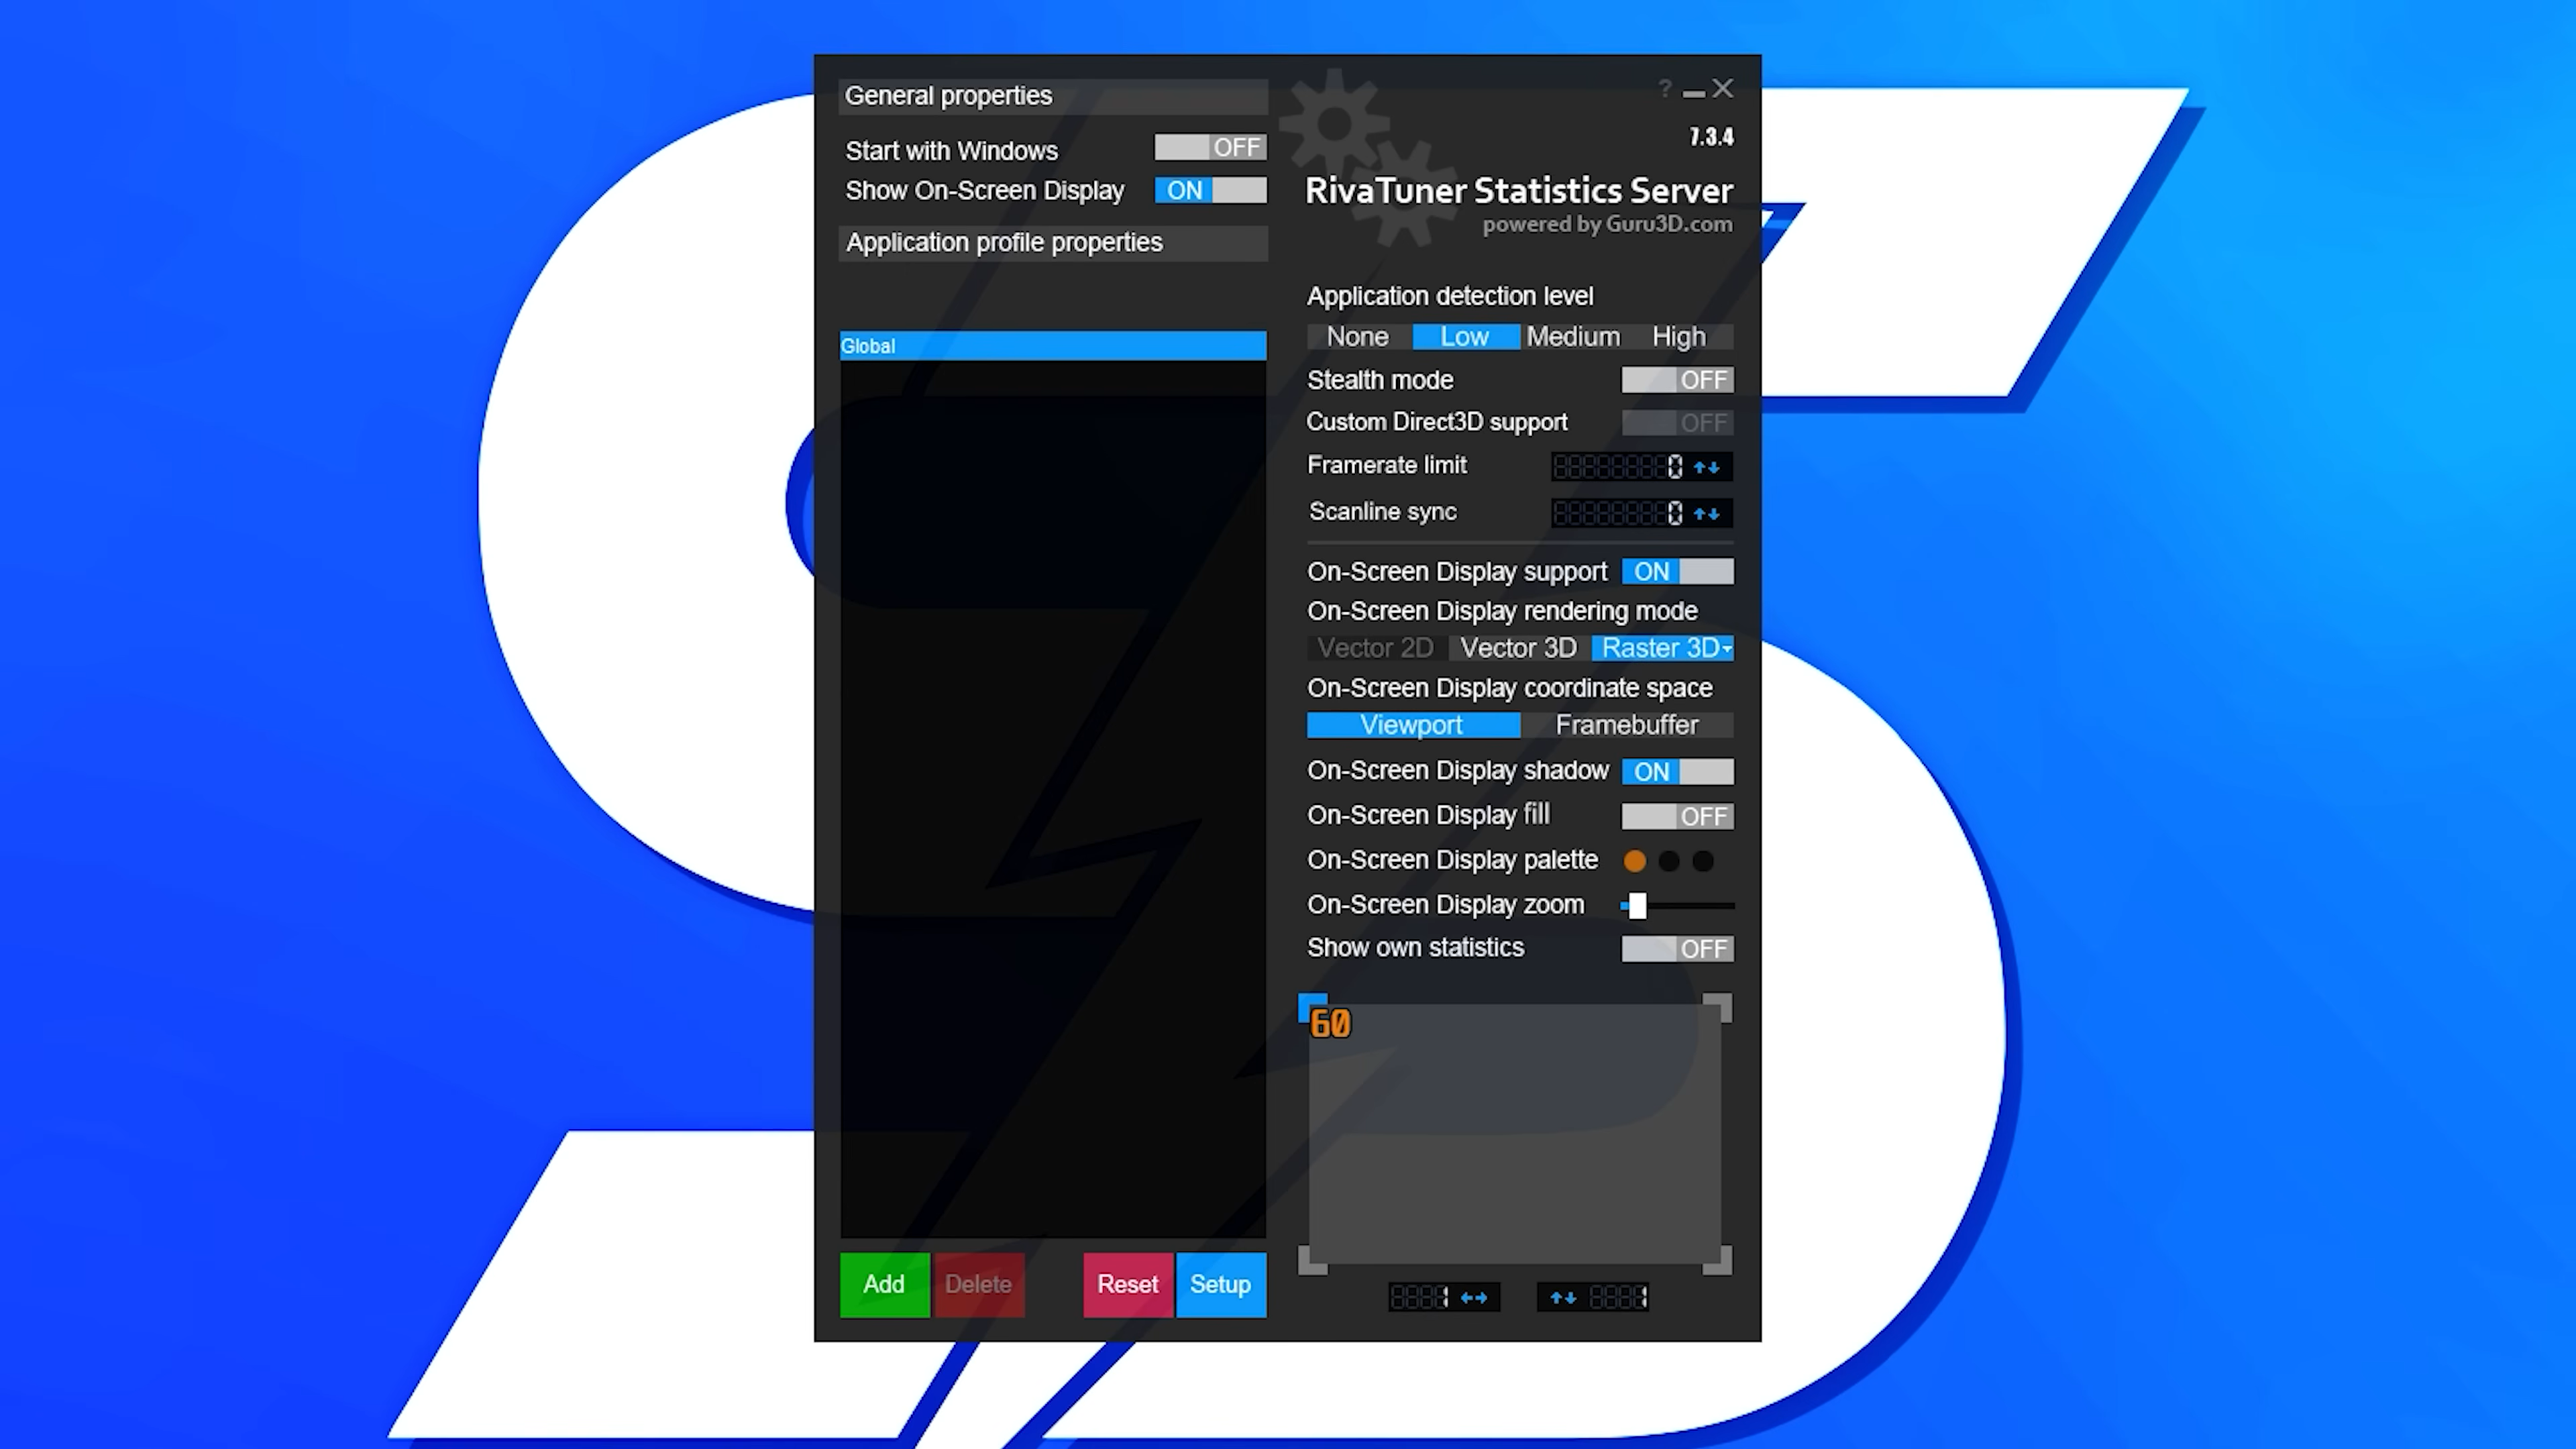 General properties
Start with Windows OFF
Show On-Screen Display ON
Application profile properties
Global
Add Delete Reset Setup
? 
7.3.4
RivaTuner Statistics Server
powered by Guru3D.com
Application detection level
None Low Medium High
Stealth mode OFF
Custom Direct3D support OFF
Framerate limit 0
Scanline sync 0
On-Screen Display support ON
On-Screen Display rendering mode
Vector 2D Vector 3D Raster 3D
On-Screen Display coordinate space
Viewport Framebuffer
On-Screen Display shadow ON
On-Screen Display fill OFF
On-Screen Display palette
On-Screen Display zoom
Show own statistics OFF
60
1 1